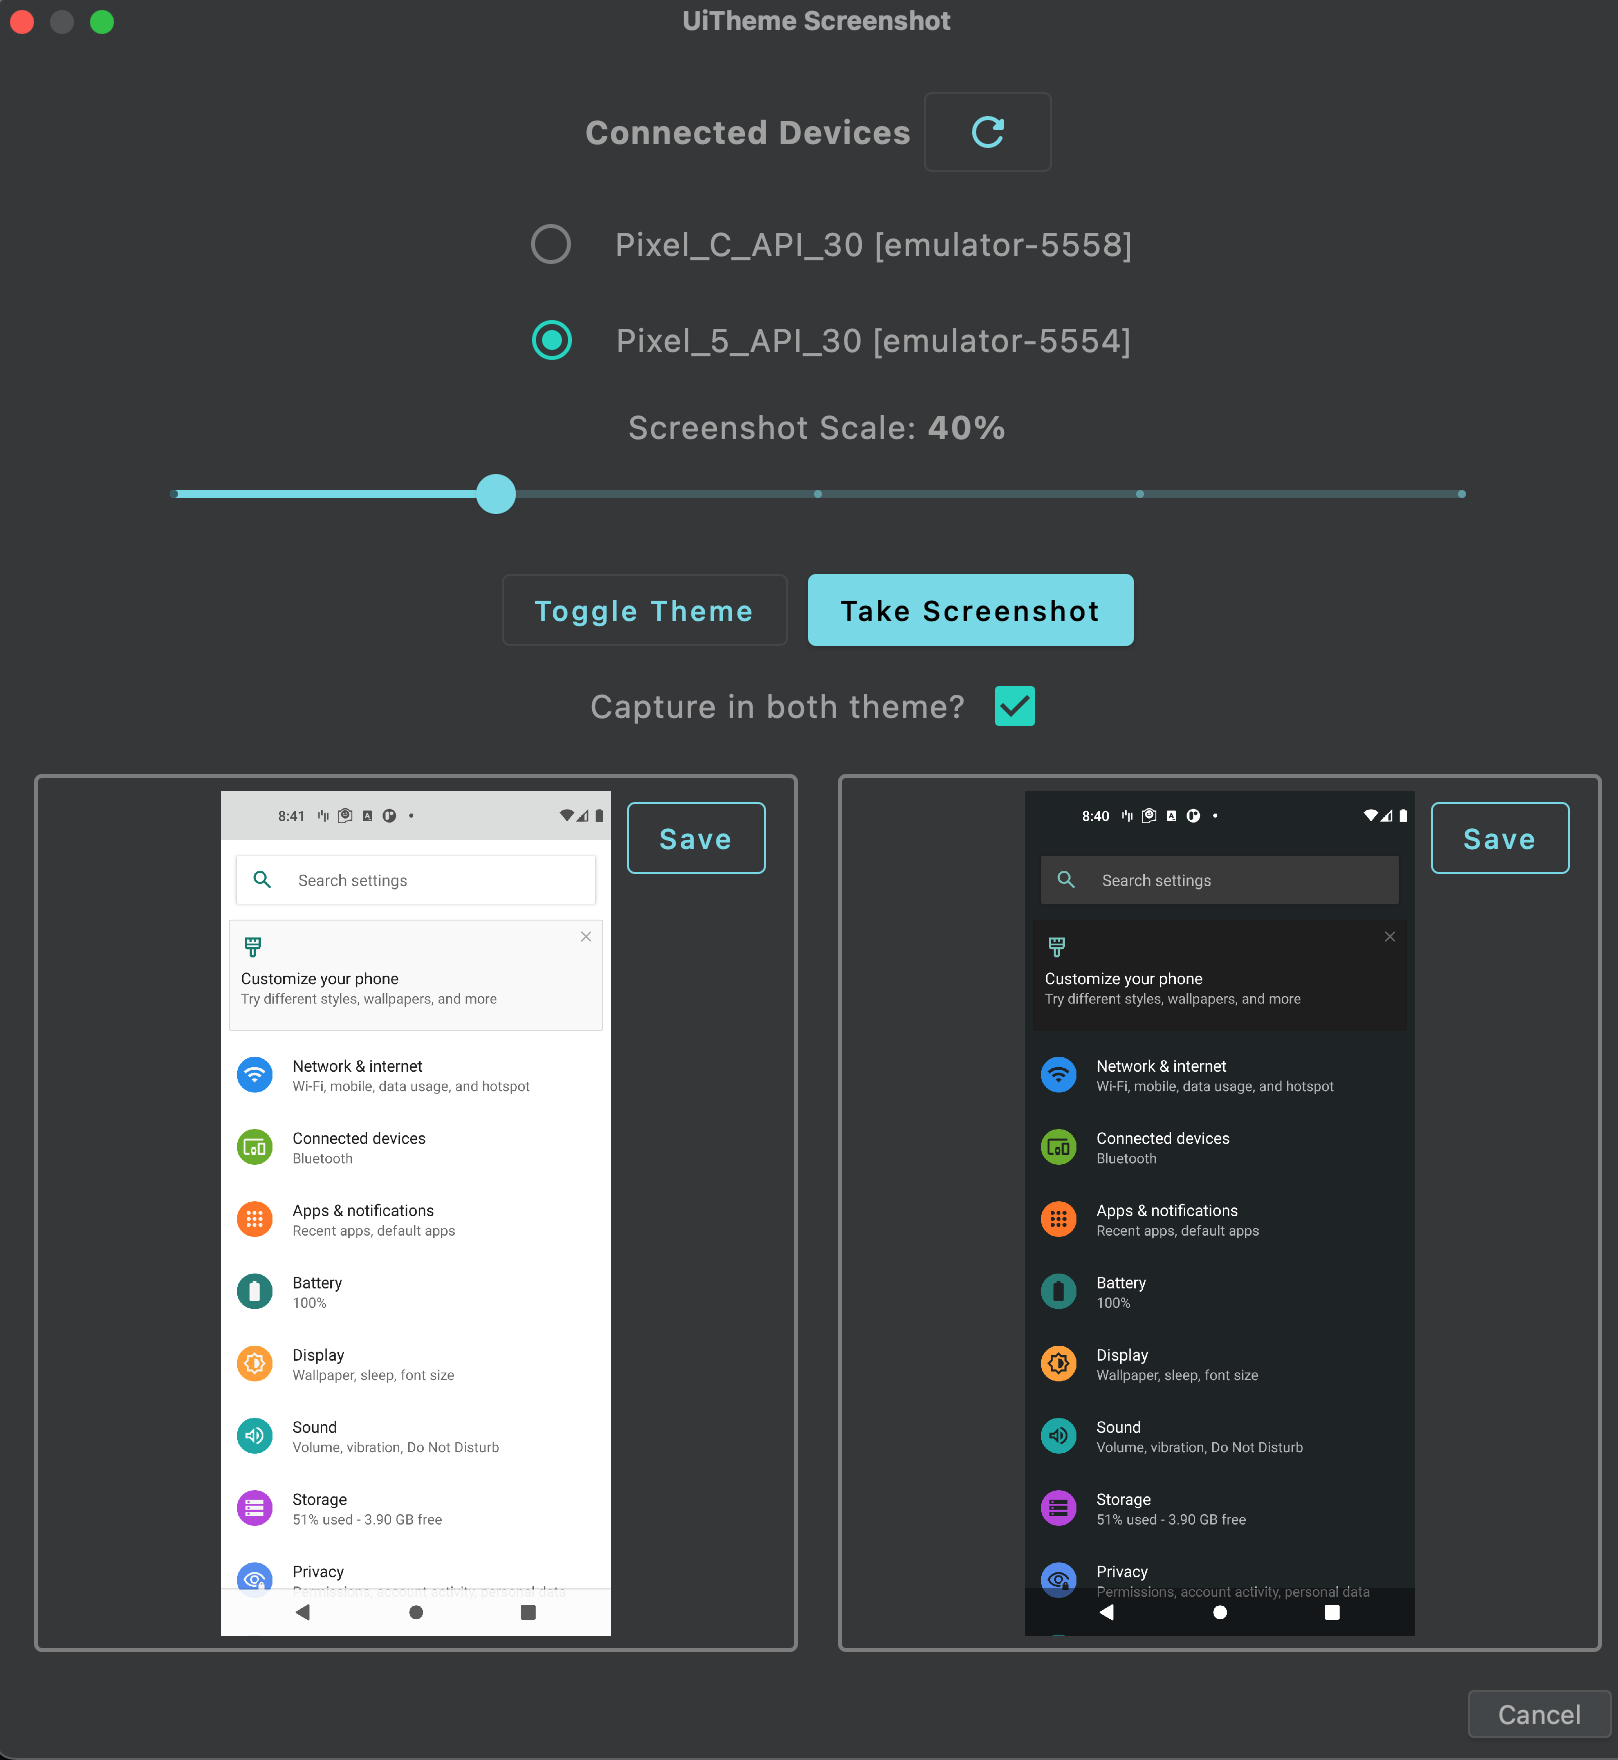 UiTheme Screenshot
Connected Devices
Pixel_C_API_30 [emulator-5558]
Pixel_5_API_30 [emulator-5554]
Screenshot Scale: 40%
Toggle Theme
Take Screenshot
Capture in both theme?
8:41
Save
Search settings
Customize your phone
Try different styles, wallpapers, and more
Network & internet
Wi-Fi, mobile, data usage, and hotspot
Connected devices
Bluetooth
Apps & notifications
Recent apps, default apps
Battery
100%
Display
Wallpaper, sleep, font size
Sound
Volume, vibration, Do Not Disturb
Storage
51% used - 3.90 GB free
Privacy
Permissions, account activity, personal data
8:40
Save
Search settings
Customize your phone
Try different styles, wallpapers, and more
Network & internet
Wi-Fi, mobile, data usage, and hotspot
Connected devices
Bluetooth
Apps & notifications
Recent apps, default apps
Battery
100%
Display
Wallpaper, sleep, font size
Sound
Volume, vibration, Do Not Disturb
Storage
51% used - 3.90 GB free
Privacy
Permissions, account activity, personal data
Cancel